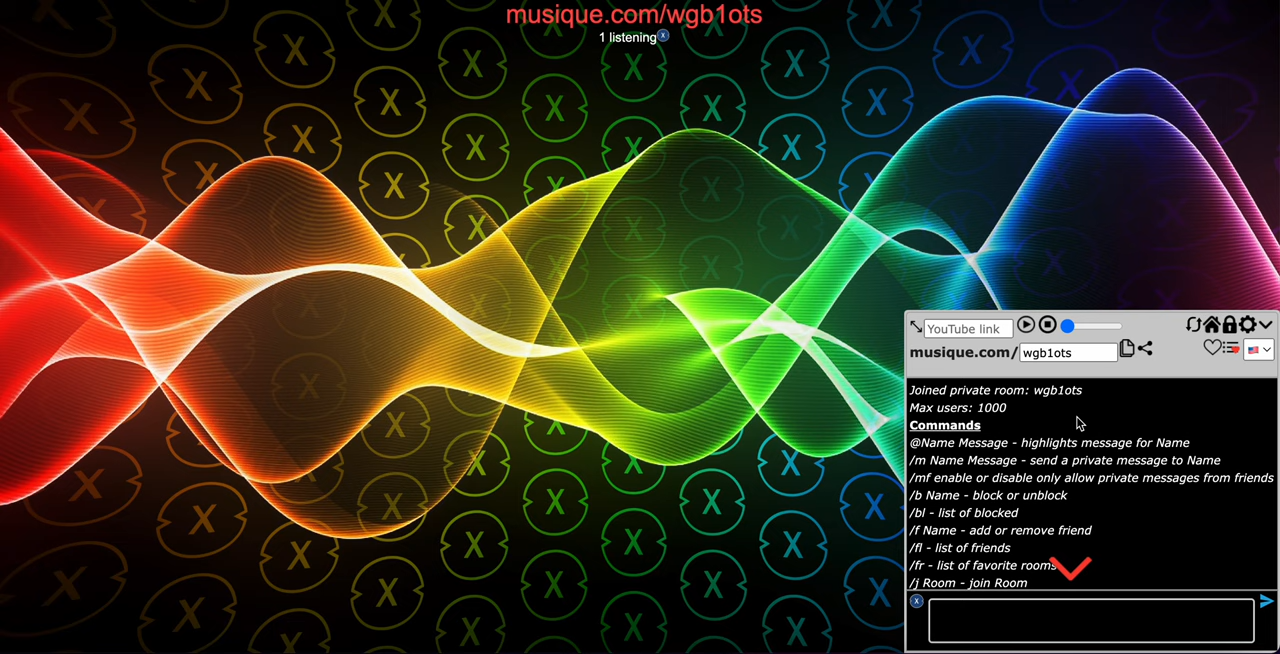 musique.com/wgb1ots
1 listening
YouTube link
musique.com/ wgb1ots
Joined private room: wgb1ots
Max users: 1000
Commands
@Name Message - highlights message for Name
/m Name Message - send a private message to Name
/mf enable or disable only allow private messages from friends
/b Name - block or unblock
/bl - list of blocked
/f Name - add or remove friend
/fl - list of friends
/fr - list of favorite rooms
/j Room - join Room